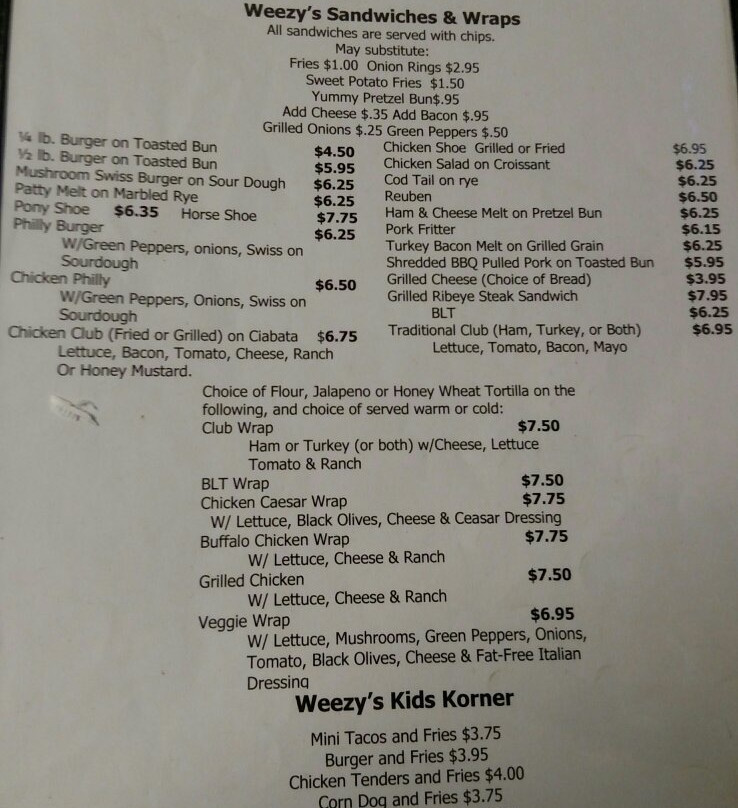 Weezy's Sandwiches & Wraps
All sandwiches are served with chips.
May substitute:
Fries $1.00 Onion Rings $2.95
Sweet Potato Fries $1.50
Yummy Pretzel Bun$.95
Add Cheese $.35 Add Bacon $.95
Grilled Onions $.25 Green Peppers $.50
¼ lb. Burger on Toasted Bun $4.50
½ lb. Burger on Toasted Bun $5.95
Mushroom Swiss Burger on Sour Dough $6.25
Patty Melt on Marbled Rye $6.25
Pony Shoe $6.35 Horse Shoe $7.75
Philly Burger $6.25
W/Green Peppers, onions, Swiss on
Sourdough
Chicken Philly $6.50
W/Green Peppers, Onions, Swiss on
Sourdough
Chicken Club (Fried or Grilled) on Ciabata $6.75
Lettuce, Bacon, Tomato, Cheese, Ranch
Or Honey Mustard.
Chicken Shoe Grilled or Fried $6.95
Chicken Salad on Croissant $6.25
Cod Tail on rye $6.25
Reuben $6.50
Ham & Cheese Melt on Pretzel Bun $6.25
Pork Fritter $6.15
Turkey Bacon Melt on Grilled Grain $6.25
Shredded BBQ Pulled Pork on Toasted Bun $5.95
Grilled Cheese (Choice of Bread) $3.95
Grilled Ribeye Steak Sandwich $7.95
BLT $6.25
Traditional Club (Ham, Turkey, or Both) $6.95
Lettuce, Tomato, Bacon, Mayo
Choice of Flour, Jalapeno or Honey Wheat Tortilla on the
following, and choice of served warm or cold:
Club Wrap $7.50
Ham or Turkey (or both) w/Cheese, Lettuce
Tomato & Ranch
BLT Wrap $7.50
Chicken Caesar Wrap $7.75
W/ Lettuce, Black Olives, Cheese & Ceasar Dressing
Buffalo Chicken Wrap $7.75
W/ Lettuce, Cheese & Ranch
Grilled Chicken $7.50
W/ Lettuce, Cheese & Ranch
Veggie Wrap $6.95
W/ Lettuce, Mushrooms, Green Peppers, Onions,
Tomato, Black Olives, Cheese & Fat-Free Italian
Dressing
Weezy's Kids Korner
Mini Tacos and Fries $3.75
Burger and Fries $3.95
Chicken Tenders and Fries $4.00
Corn Dog and Fries $3.75